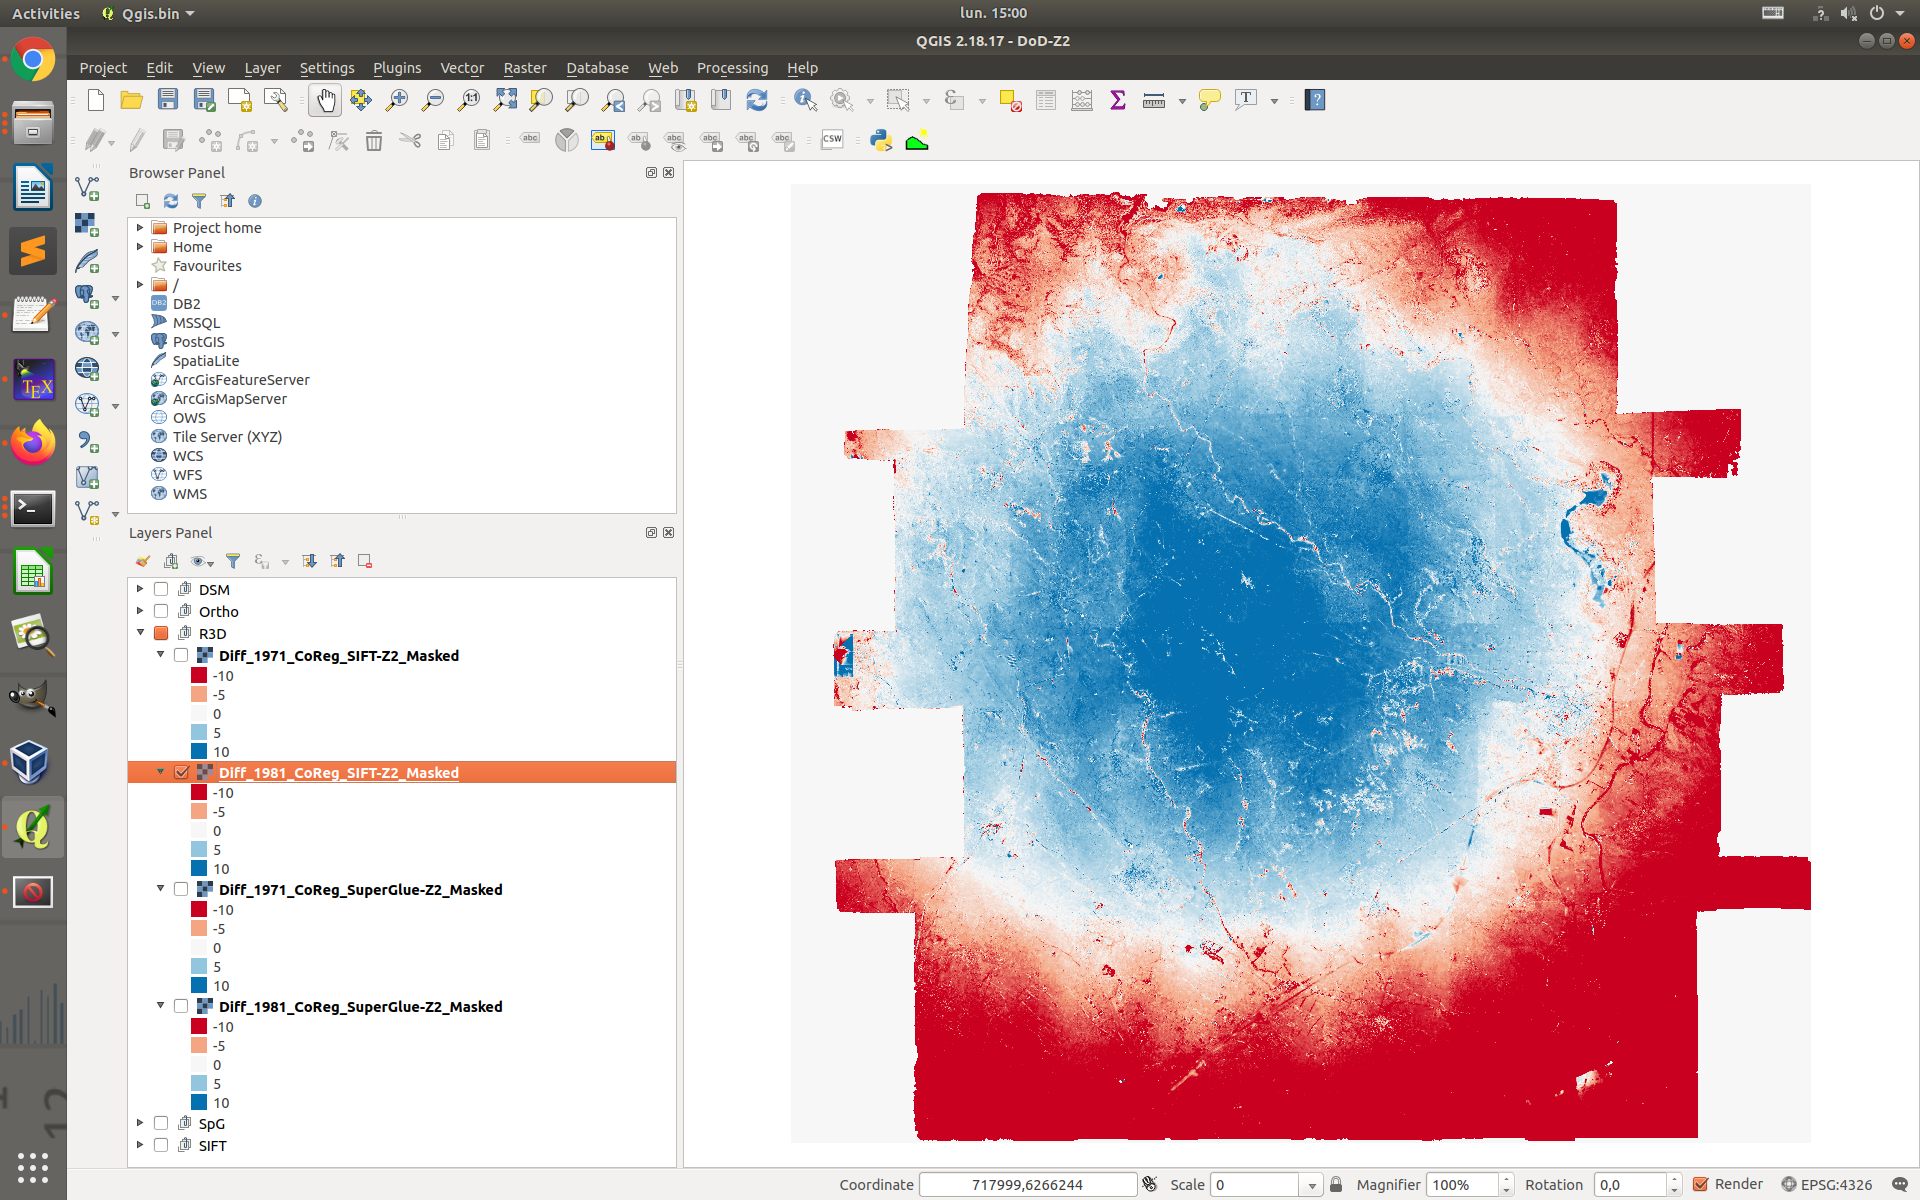 Activities Qgis.bin lun. 15:00
QGIS 2.18.17 - DoD-Z2
Project Edit View Layer Settings Plugins Vector Raster Database Web Processing Help
Browser Panel
Project home
Home
Favourites
/
DB2
MSSQL
PostGIS
SpatiaLite
ArcGisFeatureServer
ArcGisMapServer
OWS
Tile Server (XYZ)
WCS
WFS
WMS
Layers Panel
DSM
Ortho
R3D
Diff_1971_CoReg_SIFT-Z2_Masked
-10
-5
0
5
10
Diff_1981_CoReg_SIFT-Z2_Masked
-10
-5
0
5
10
Diff_1971_CoReg_SuperGlue-Z2_Masked
-10
-5
0
5
10
Diff_1981_CoReg_SuperGlue-Z2_Masked
-10
-5
0
5
10
SpG
SIFT
Coordinate 717999,6266244 Scale 0 Magnifier 100% Rotation 0,0 Render EPSG:4326